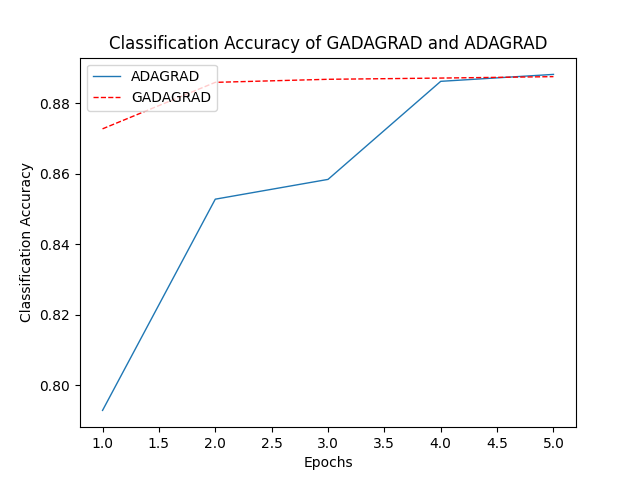 Classification Accuracy of GADAGRAD and ADAGRAD
ADAGRAD
GADAGRAD
Classification Accuracy
0.88
0.86
0.84
0.82
0.80
1.0 1.5 2.0 2.5 3.0 3.5 4.0 4.5 5.0
Epochs